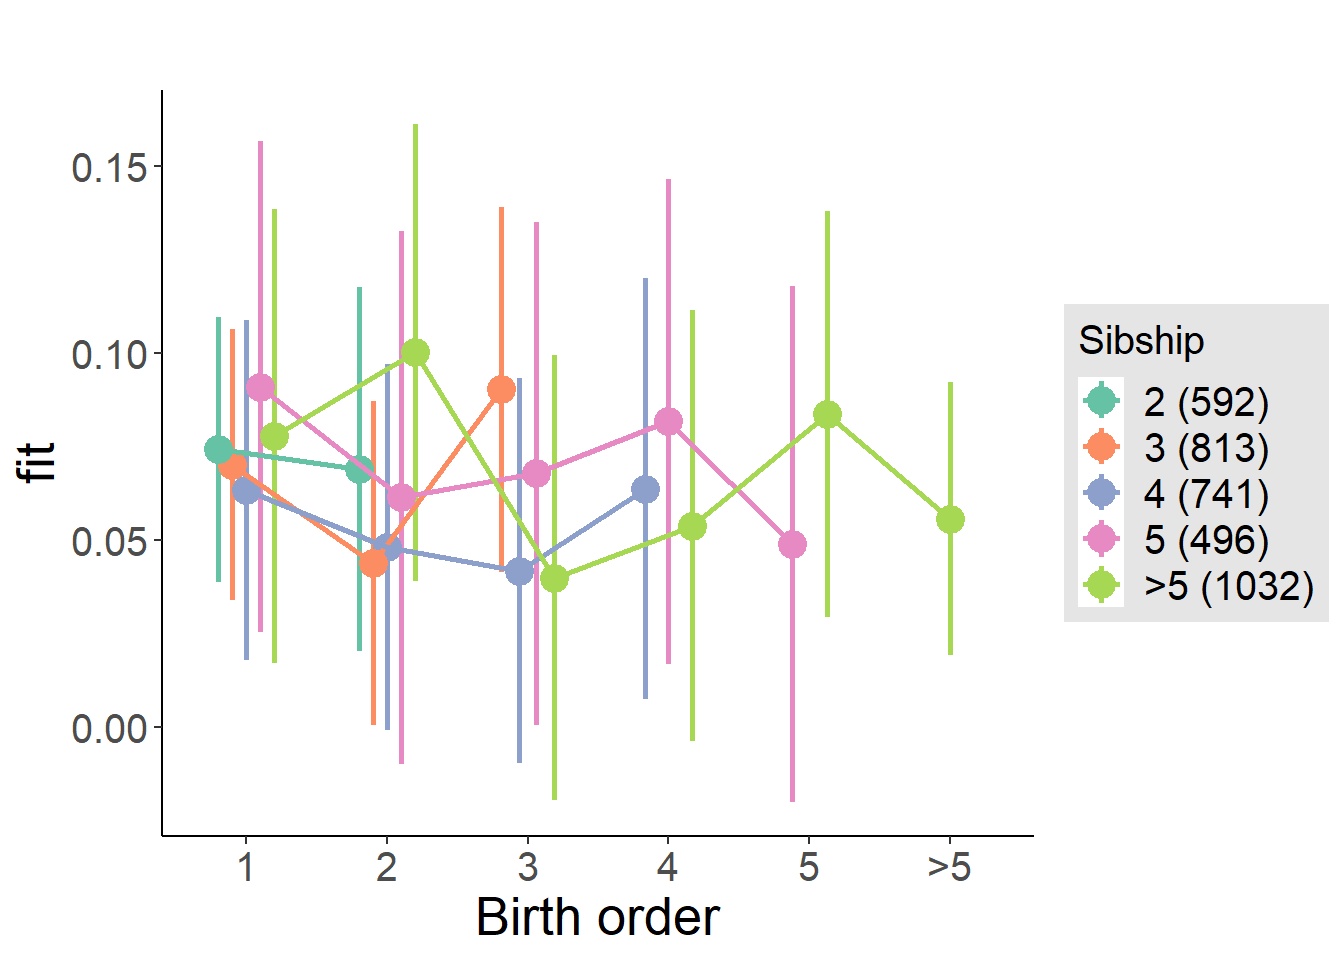 fit
0.15
0.10
0.05
0.00
1 2 3 4 5 >5
Birth order
Sibship
2 (592)
3 (813)
4 (741)
5 (496)
>5 (1032)